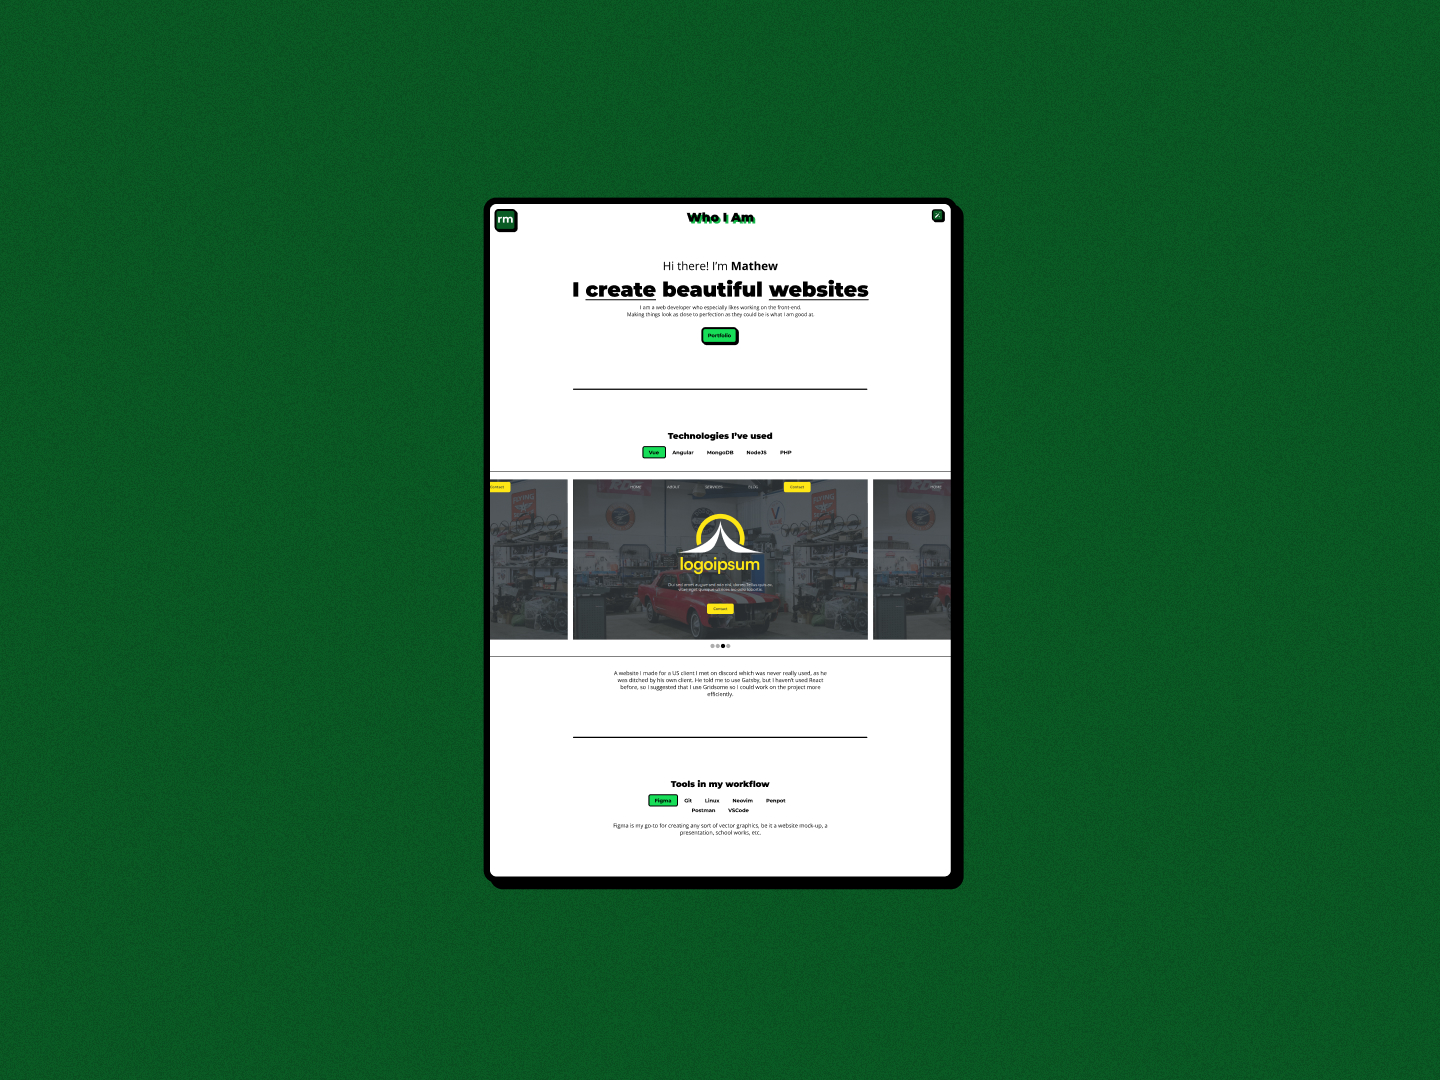 rm
Who I Am
Hi there! I'm Mathew
I create beautiful websites
I am a web developer who especially likes working on the front-end.
Making things look as close to perfection as they could be is what I am good at.
Portfolio
Technologies I've used
Vue Angular MongoDB NodeJS PHP
Contact
HOME ABOUT SERVICES BLOG Contact
HOME
logoipsum
Contact
A website I made for a US client I met on discord which was never really used, as he
was ditched by his own client. He told me to use Gatsby, but I haven't used React
before, so I suggested that I use Gridsome so I could work on the project more
efficiently.
Tools in my workflow
Figma Git Linux Neovim Penpot
Postman VSCode
Figma is my go-to for creating any sort of vector graphics, be it a website mock-up, a
presentation, school works, etc.